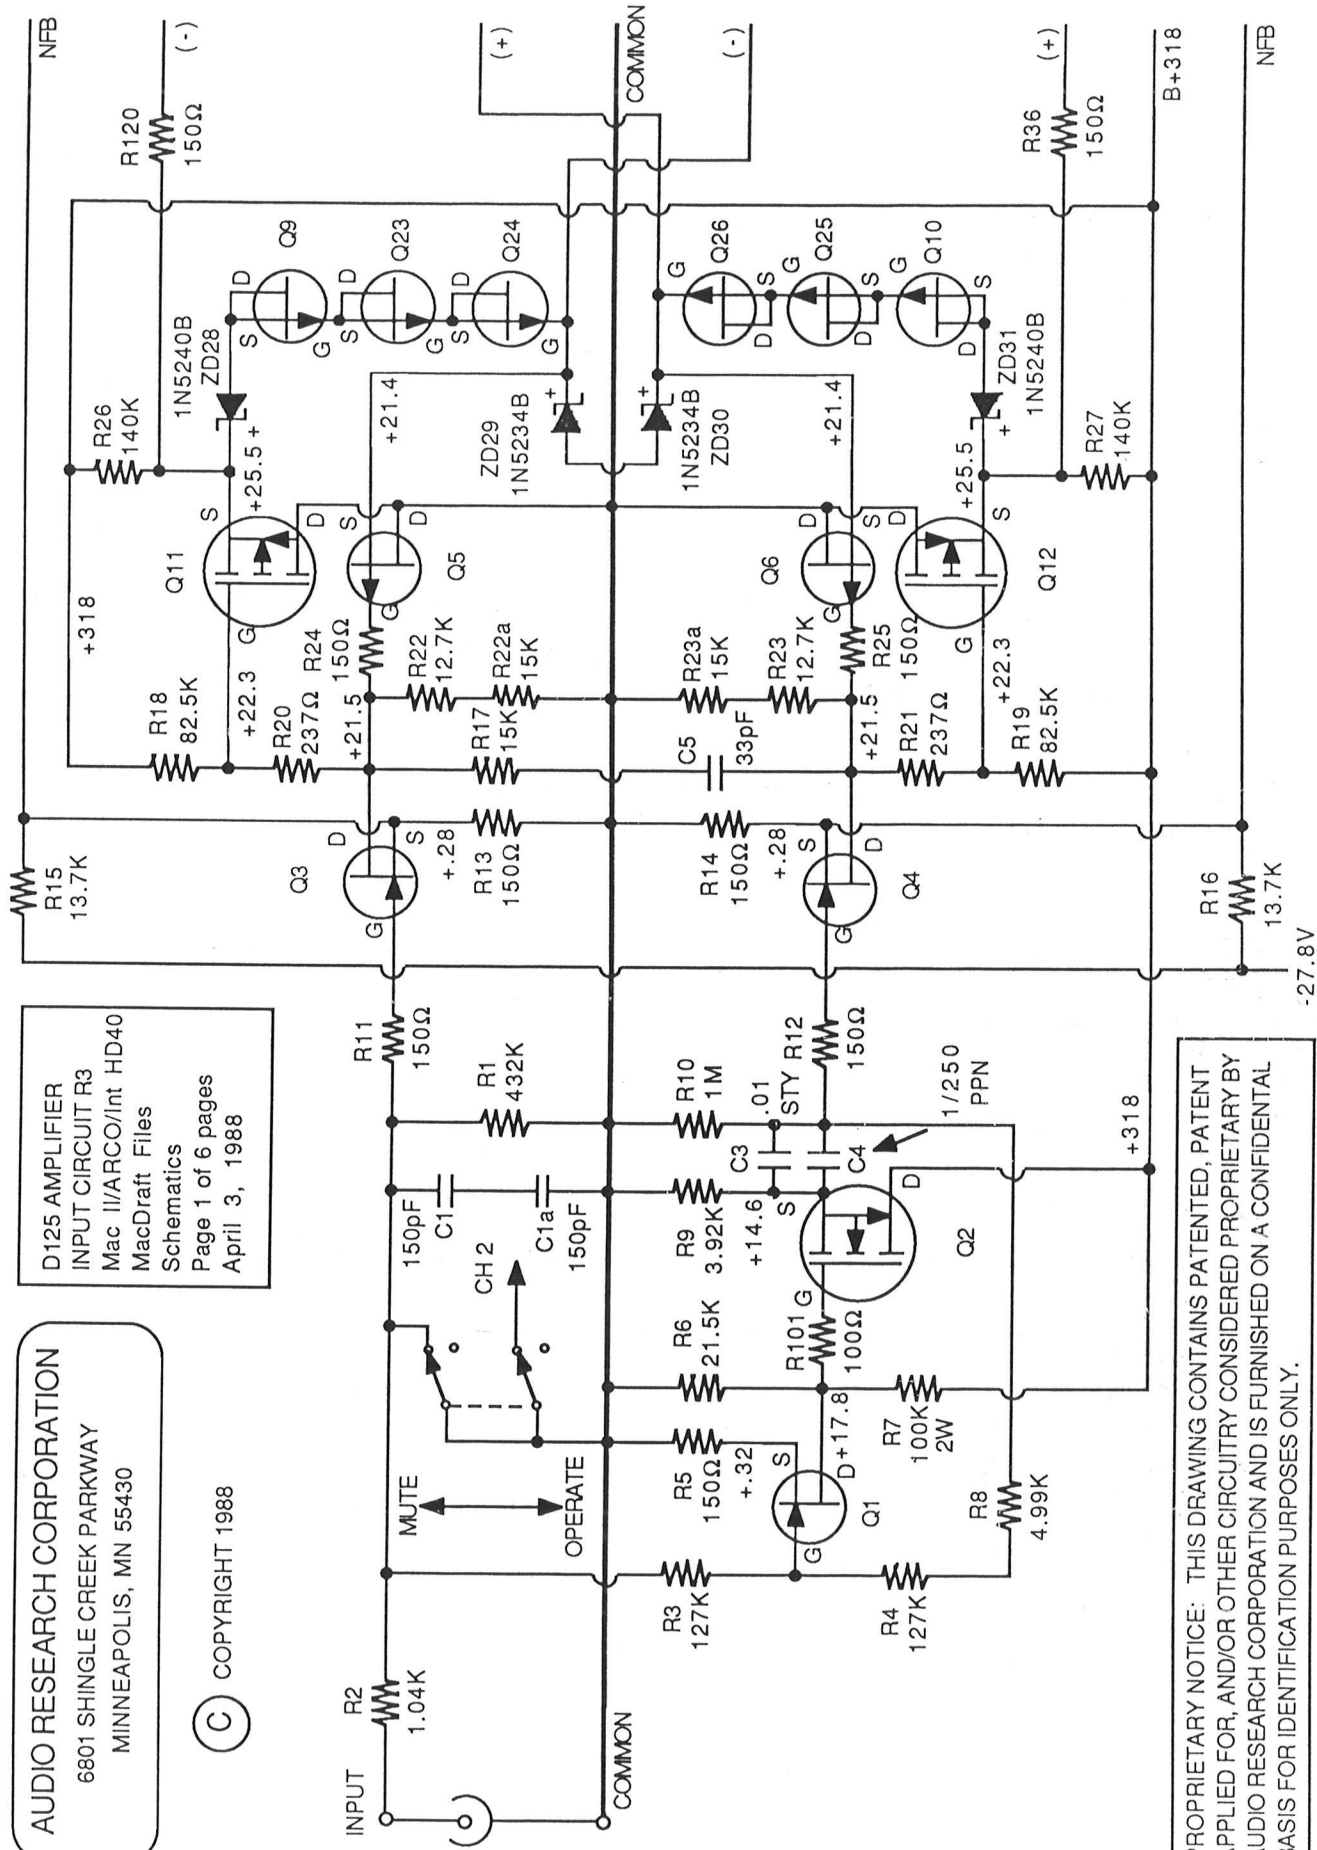 AUDIO RESEARCH CORPORATION
6801 SHINGLE CREEK PARKWAY
MINNEAPOLIS, MN 55430
C COPYRIGHT 1988
D125 AMPLIFIER
INPUT CIRCUIT R3
Mac II/ARCO/Int HD40
MacDraft Files
Schematics
Page 1 of 6 pages
April 3, 1988
NFB
R15
13.7K
R120
150Ω
(-)
+318
R26
140K
R18
82.5K
+22.3
R20
237Ω
+21.5
Q11
G
S
D
+25.5 +
1N5240B
ZD28
D
S
G
Q9
D
S
G
Q23
D
S
G
Q24
(+)
R24
150Ω
G
S
D
Q5
+21.4
ZD29
1N5234B
+
R22
12.7K
R22a
15K
R17
15K
Q3
G
D
S
+.28
R13
150Ω
R11
150Ω
R1
432K
150pF
C1
C1a
150pF
CH 2
MUTE
OPERATE
INPUT
R2
1.04K
COMMON
COMMON
R3
127K
R4
127K
R5
150Ω
+.32
G
S
D+17.8
Q1
R6
21.5K
R101
100Ω
R7
100K
2W
R8
4.99K
R9
3.92K
+14.6
S
G
D
Q2
R10
1M
C3
.01
STY
C4
1/250
PPN
R12
150Ω
+318
R14
150Ω
+.28
S
G
D
Q4
C5
33pF
R23a
15K
R23
12.7K
+21.5
R21
237Ω
+22.3
R19
82.5K
R25
150Ω
Q6
D
S
G
+21.4
1N5234B
ZD30
+
D
G
S
Q12
+25.5
+
ZD31
1N5240B
R27
140K
G
S
D
Q26
G
S
D
Q25
G
S
D
Q10
(-)
R36
150Ω
(+)
B+318
NFB
R16
13.7K
-27.8V
PROPRIETARY NOTICE: THIS DRAWING CONTAINS PATENTED, PATENT
APPLIED FOR, AND/OR OTHER CIRCUITRY CONSIDERED PROPRIETARY BY
AUDIO RESEARCH CORPORATION AND IS FURNISHED ON A CONFIDENTAL
BASIS FOR IDENTIFICATION PURPOSES ONLY.